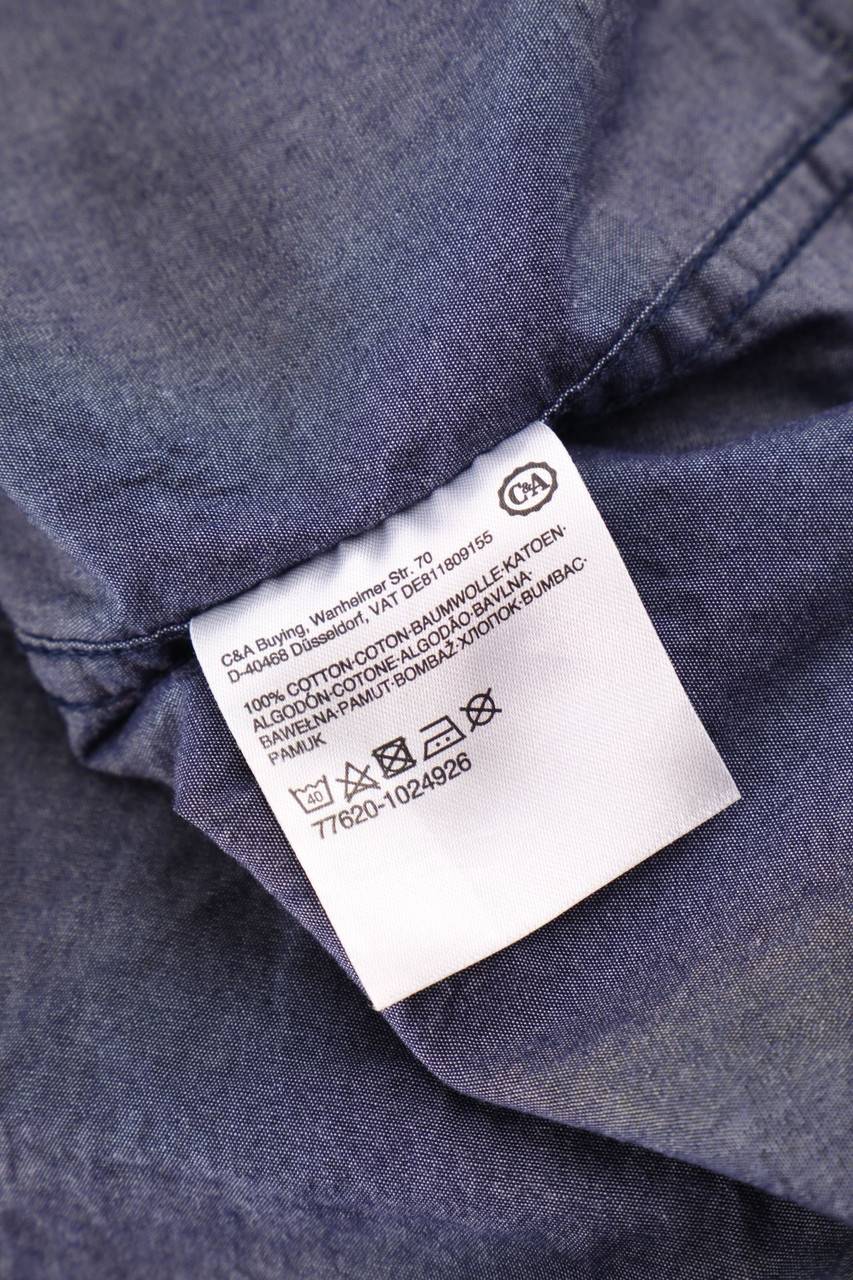 C&A
C&A Buying, Wanheimer Str. 70
D-40468 Düsseldorf, VAT DE811809155
100% COTTON·COTON·BAUMWOLLE·KATOEN·
ALGODÓN·COTONE·ALGODÃO·BAVLNA·
BAWEŁNA·PAMUT·BOMBAŽ·ХЛОПОК·BUMBAC·
PAMUK
40
77620-1024926